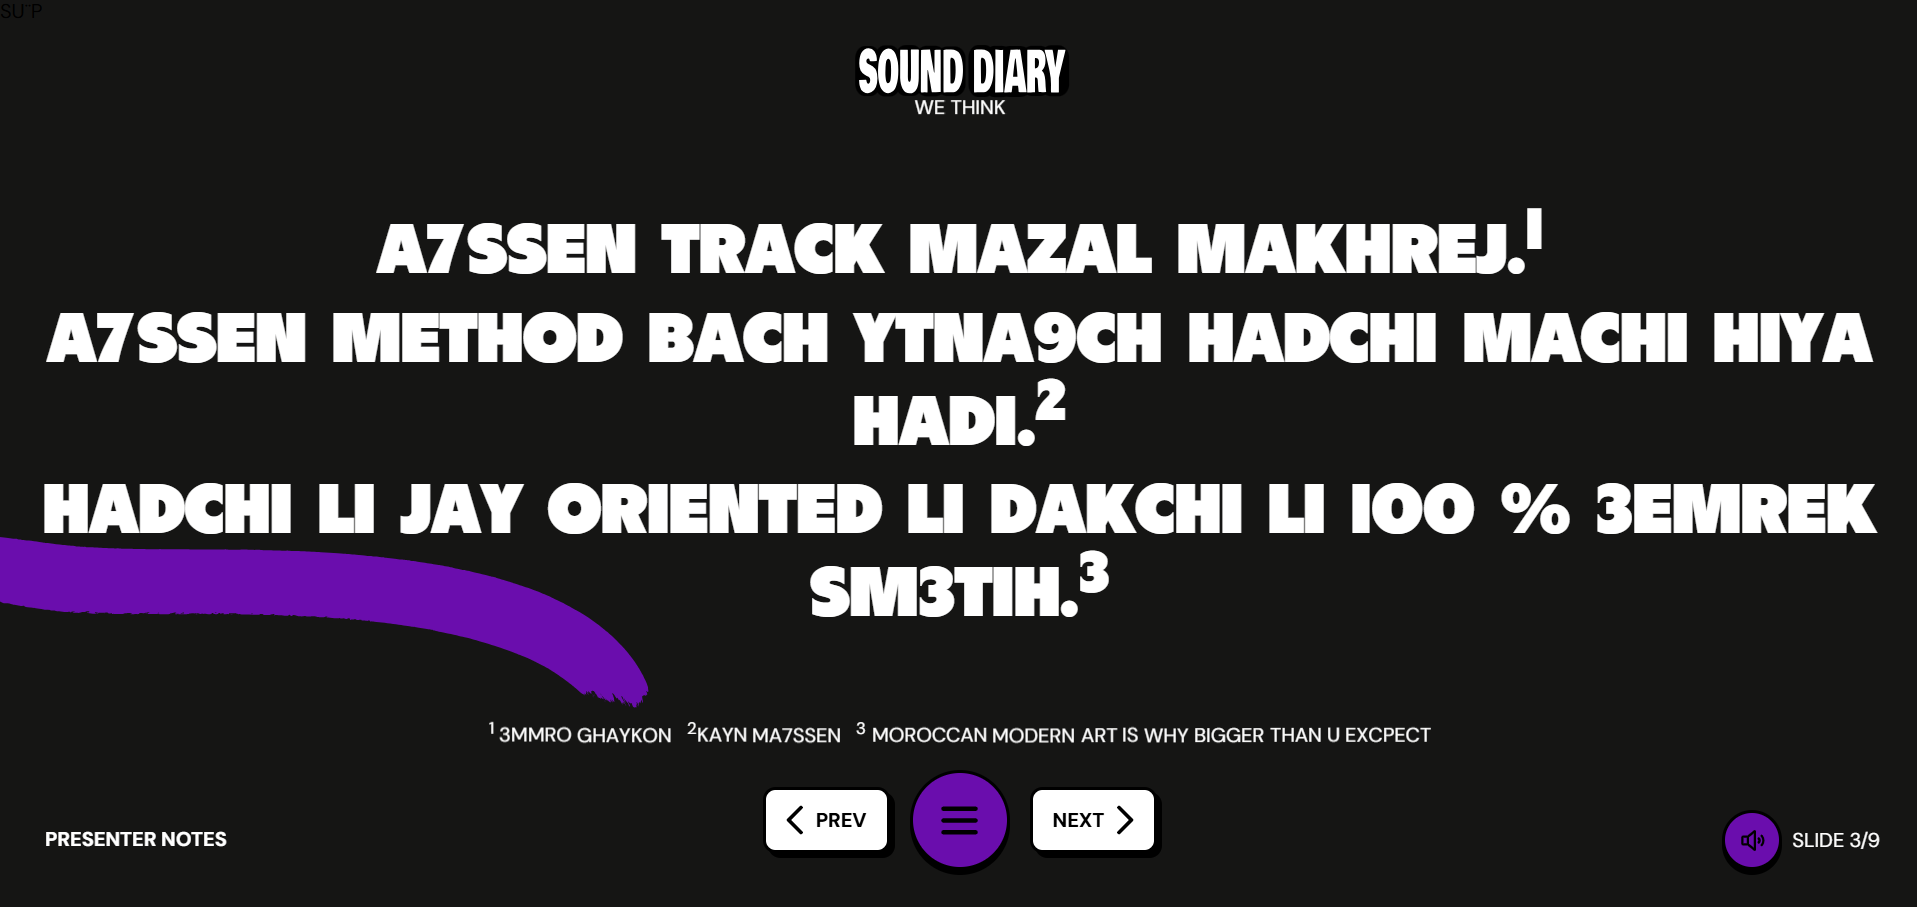 SU¨P
SOUND DIARY
WE THINK
A7SSEN TRACK MAZAL MAKHREJ.¹
A7SSEN METHOD BACH YTNA9CH HADCHI MACHI HIYA
HADI.²
HADCHI LI JAY ORIENTED LI DAKCHI LI 100 % 3EMREK
SM3TIH.³
¹ 3MMRO GHAYKON ²KAYN MA7SSEN ³ MOROCCAN MODERN ART IS WHY BIGGER THAN U EXCPECT
PREV
NEXT
PRESENTER NOTES
SLIDE 3/9